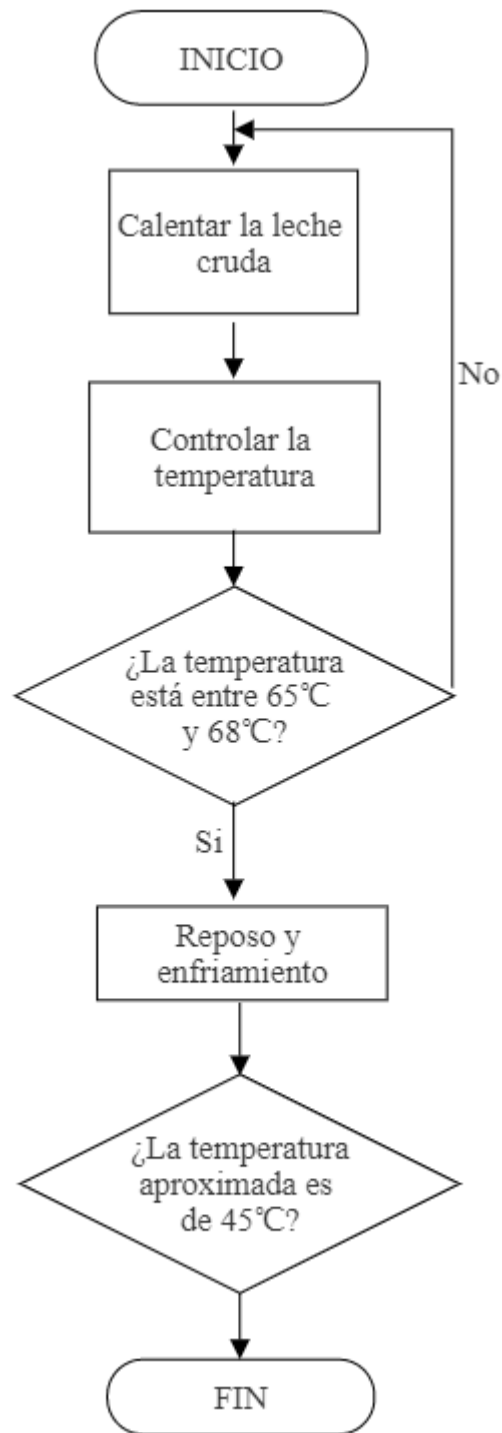 INICIO
Calentar la leche
cruda
No
Controlar la
temperatura
¿La temperatura
está entre 65℃
y 68℃?
Si
Reposo y
enfriamiento
¿La temperatura
aproximada es
de 45℃?
FIN